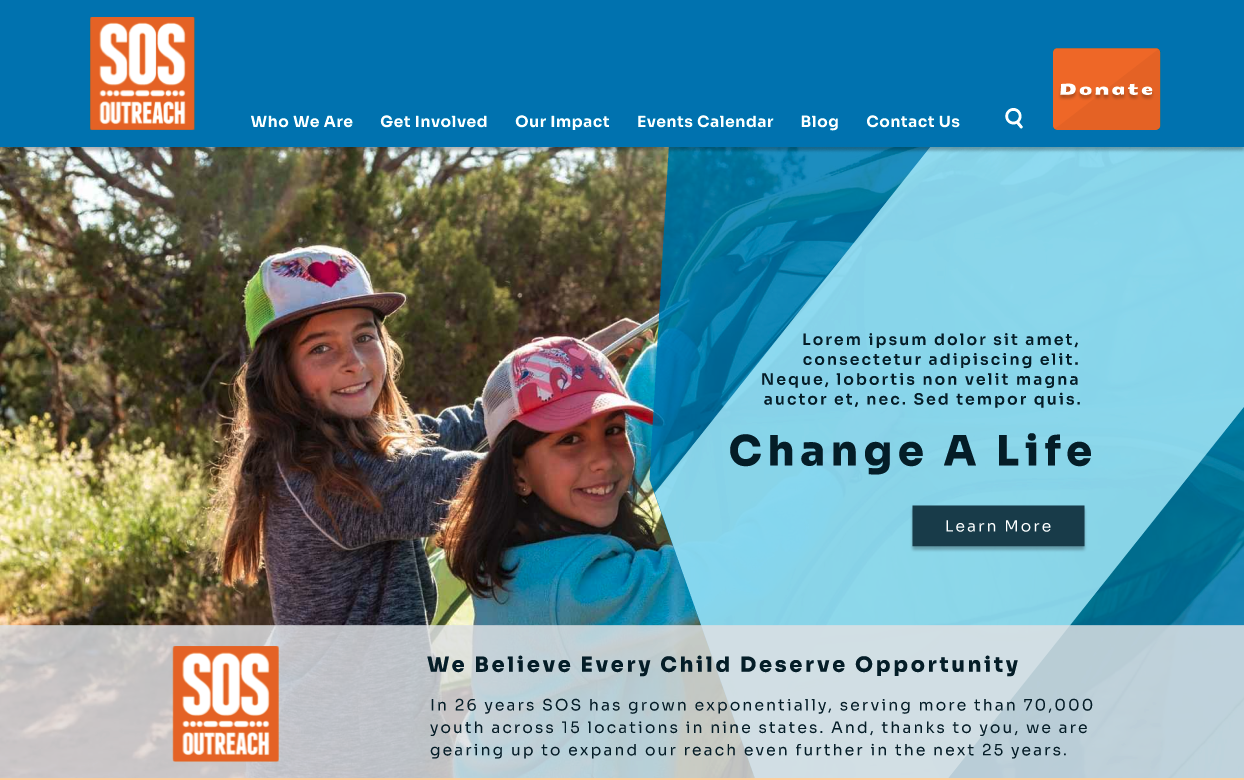 SOS
OUTREACH
Who We Are Get Involved Our Impact Events Calendar Blog Contact Us
Donate
Lorem ipsum dolor sit amet,
consectetur adipiscing elit.
Neque, lobortis non velit magna
auctor et, nec. Sed tempor quis.
Change A Life
Learn More
SOS
OUTREACH
We Believe Every Child Deserve Opportunity
In 26 years SOS has grown exponentially, serving more than 70,000
youth across 15 locations in nine states. And, thanks to you, we are
gearing up to expand our reach even further in the next 25 years.